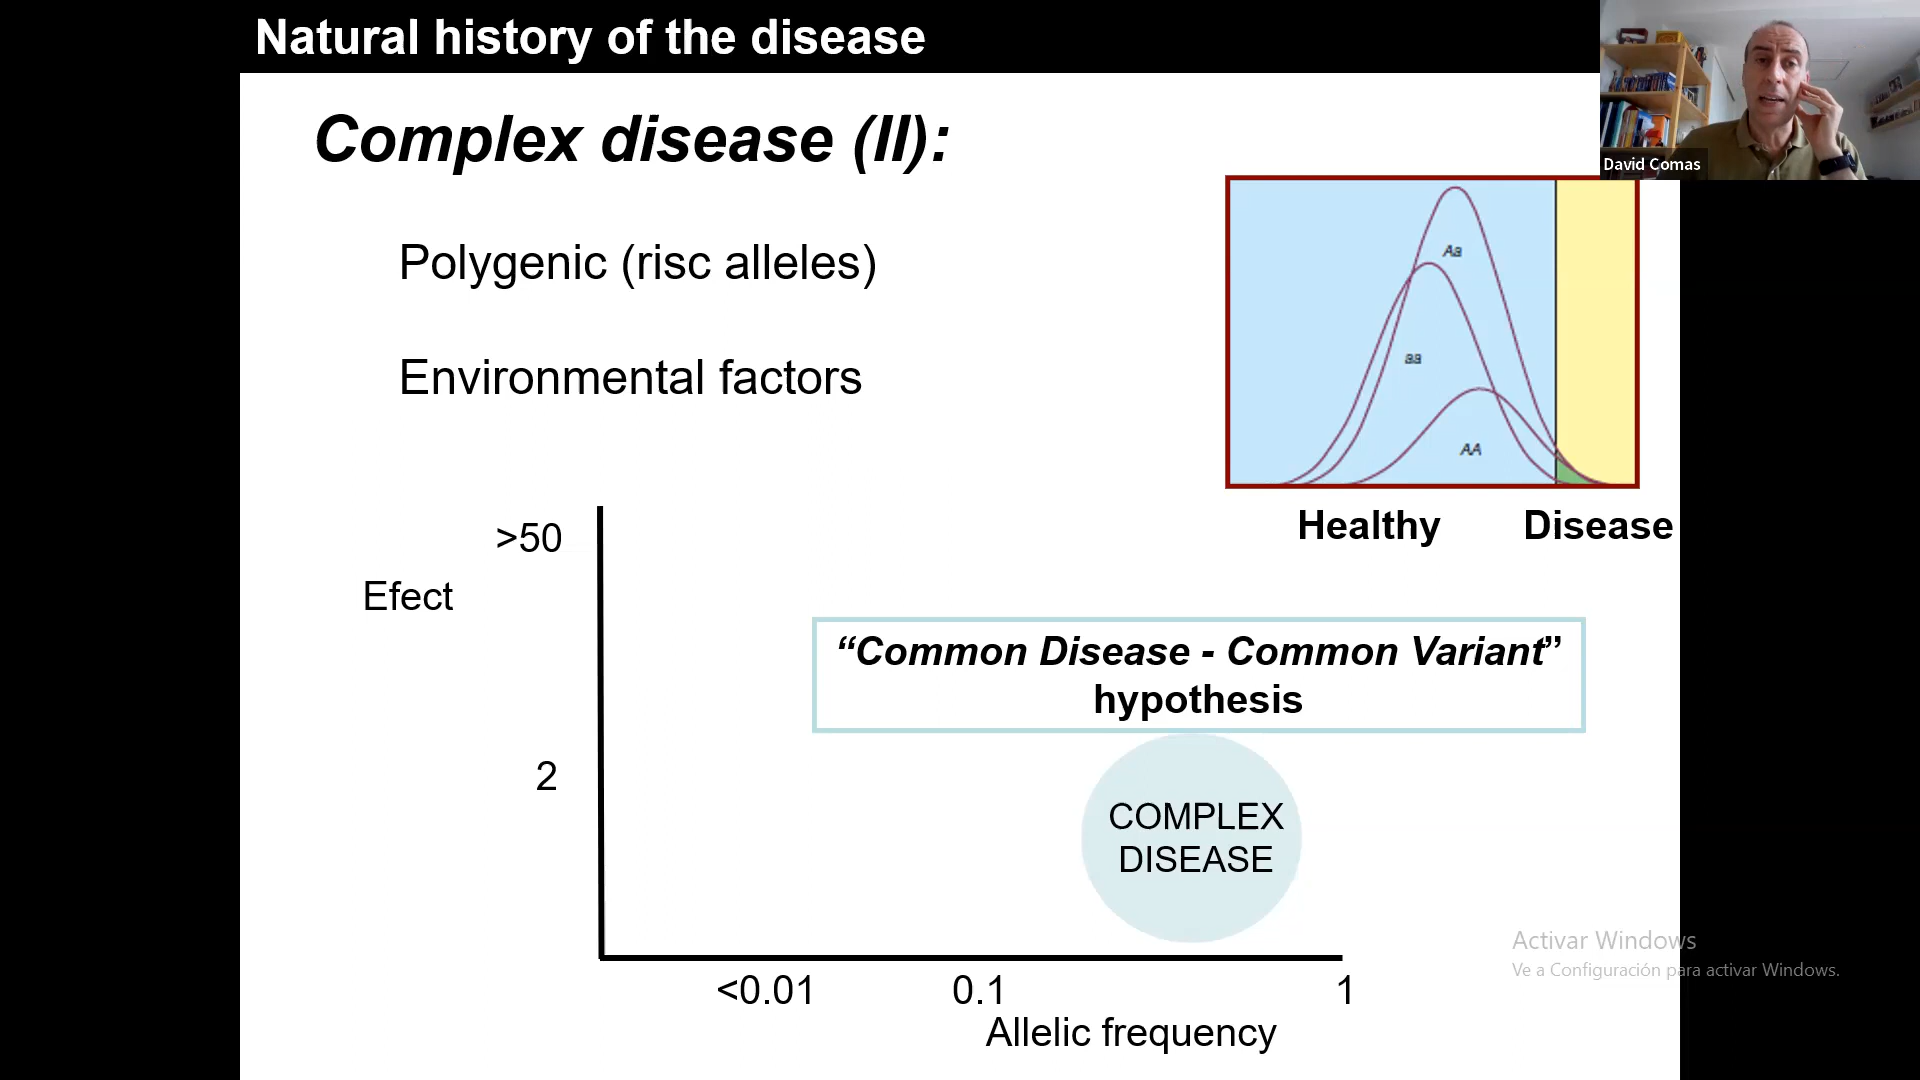 Natural history of the disease
David Comas
Complex disease (II):
Polygenic (risc alleles)
Environmental factors
Aa
aa
AA
Healthy
Disease
>50
Efect
“Common Disease - Common Variant”
hypothesis
2
COMPLEX
DISEASE
<0.01
0.1
1
Allelic frequency
Activar Windows
Ve a Configuración para activar Windows.